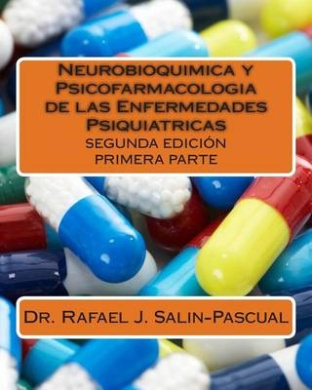 Neurobioquimica y
Psicofarmacologia
de las Enfermedades
Psiquiatricas
SEGUNDA EDICIÓN
PRIMERA PARTE
Dr. Rafael J. Salin-Pascual